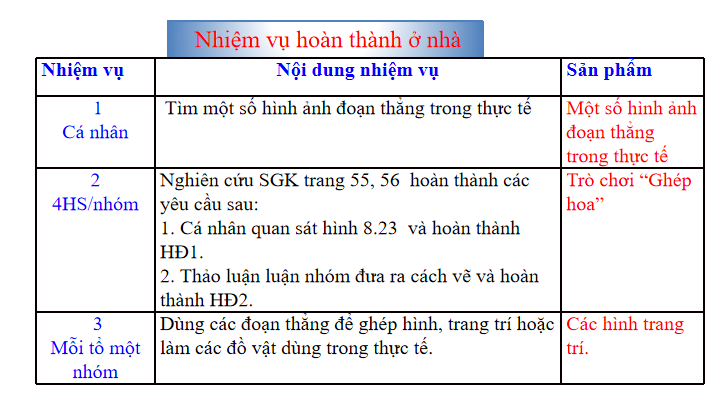 Nhiệm vụ hoàn thành ở nhà
Nhiệm vụ
Nội dung nhiệm vụ
Sản phẩm
1
Cá nhân
Tìm một số hình ảnh đoạn thẳng trong thực tế
Một số hình ảnh
đoạn thẳng
trong thực tế
2
4HS/nhóm
Nghiên cứu SGK trang 55, 56 hoàn thành các
yêu cầu sau:
1. Cá nhân quan sát hình 8.23 và hoàn thành
HĐ1.
2. Thảo luận luận nhóm đưa ra cách vẽ và hoàn
thành HĐ2.
Trò chơi “Ghép
hoa”
3
Mỗi tổ một
nhóm
Dùng các đoạn thẳng để ghép hình, trang trí hoặc
làm các đồ vật dùng trong thực tế.
Các hình trang
trí.